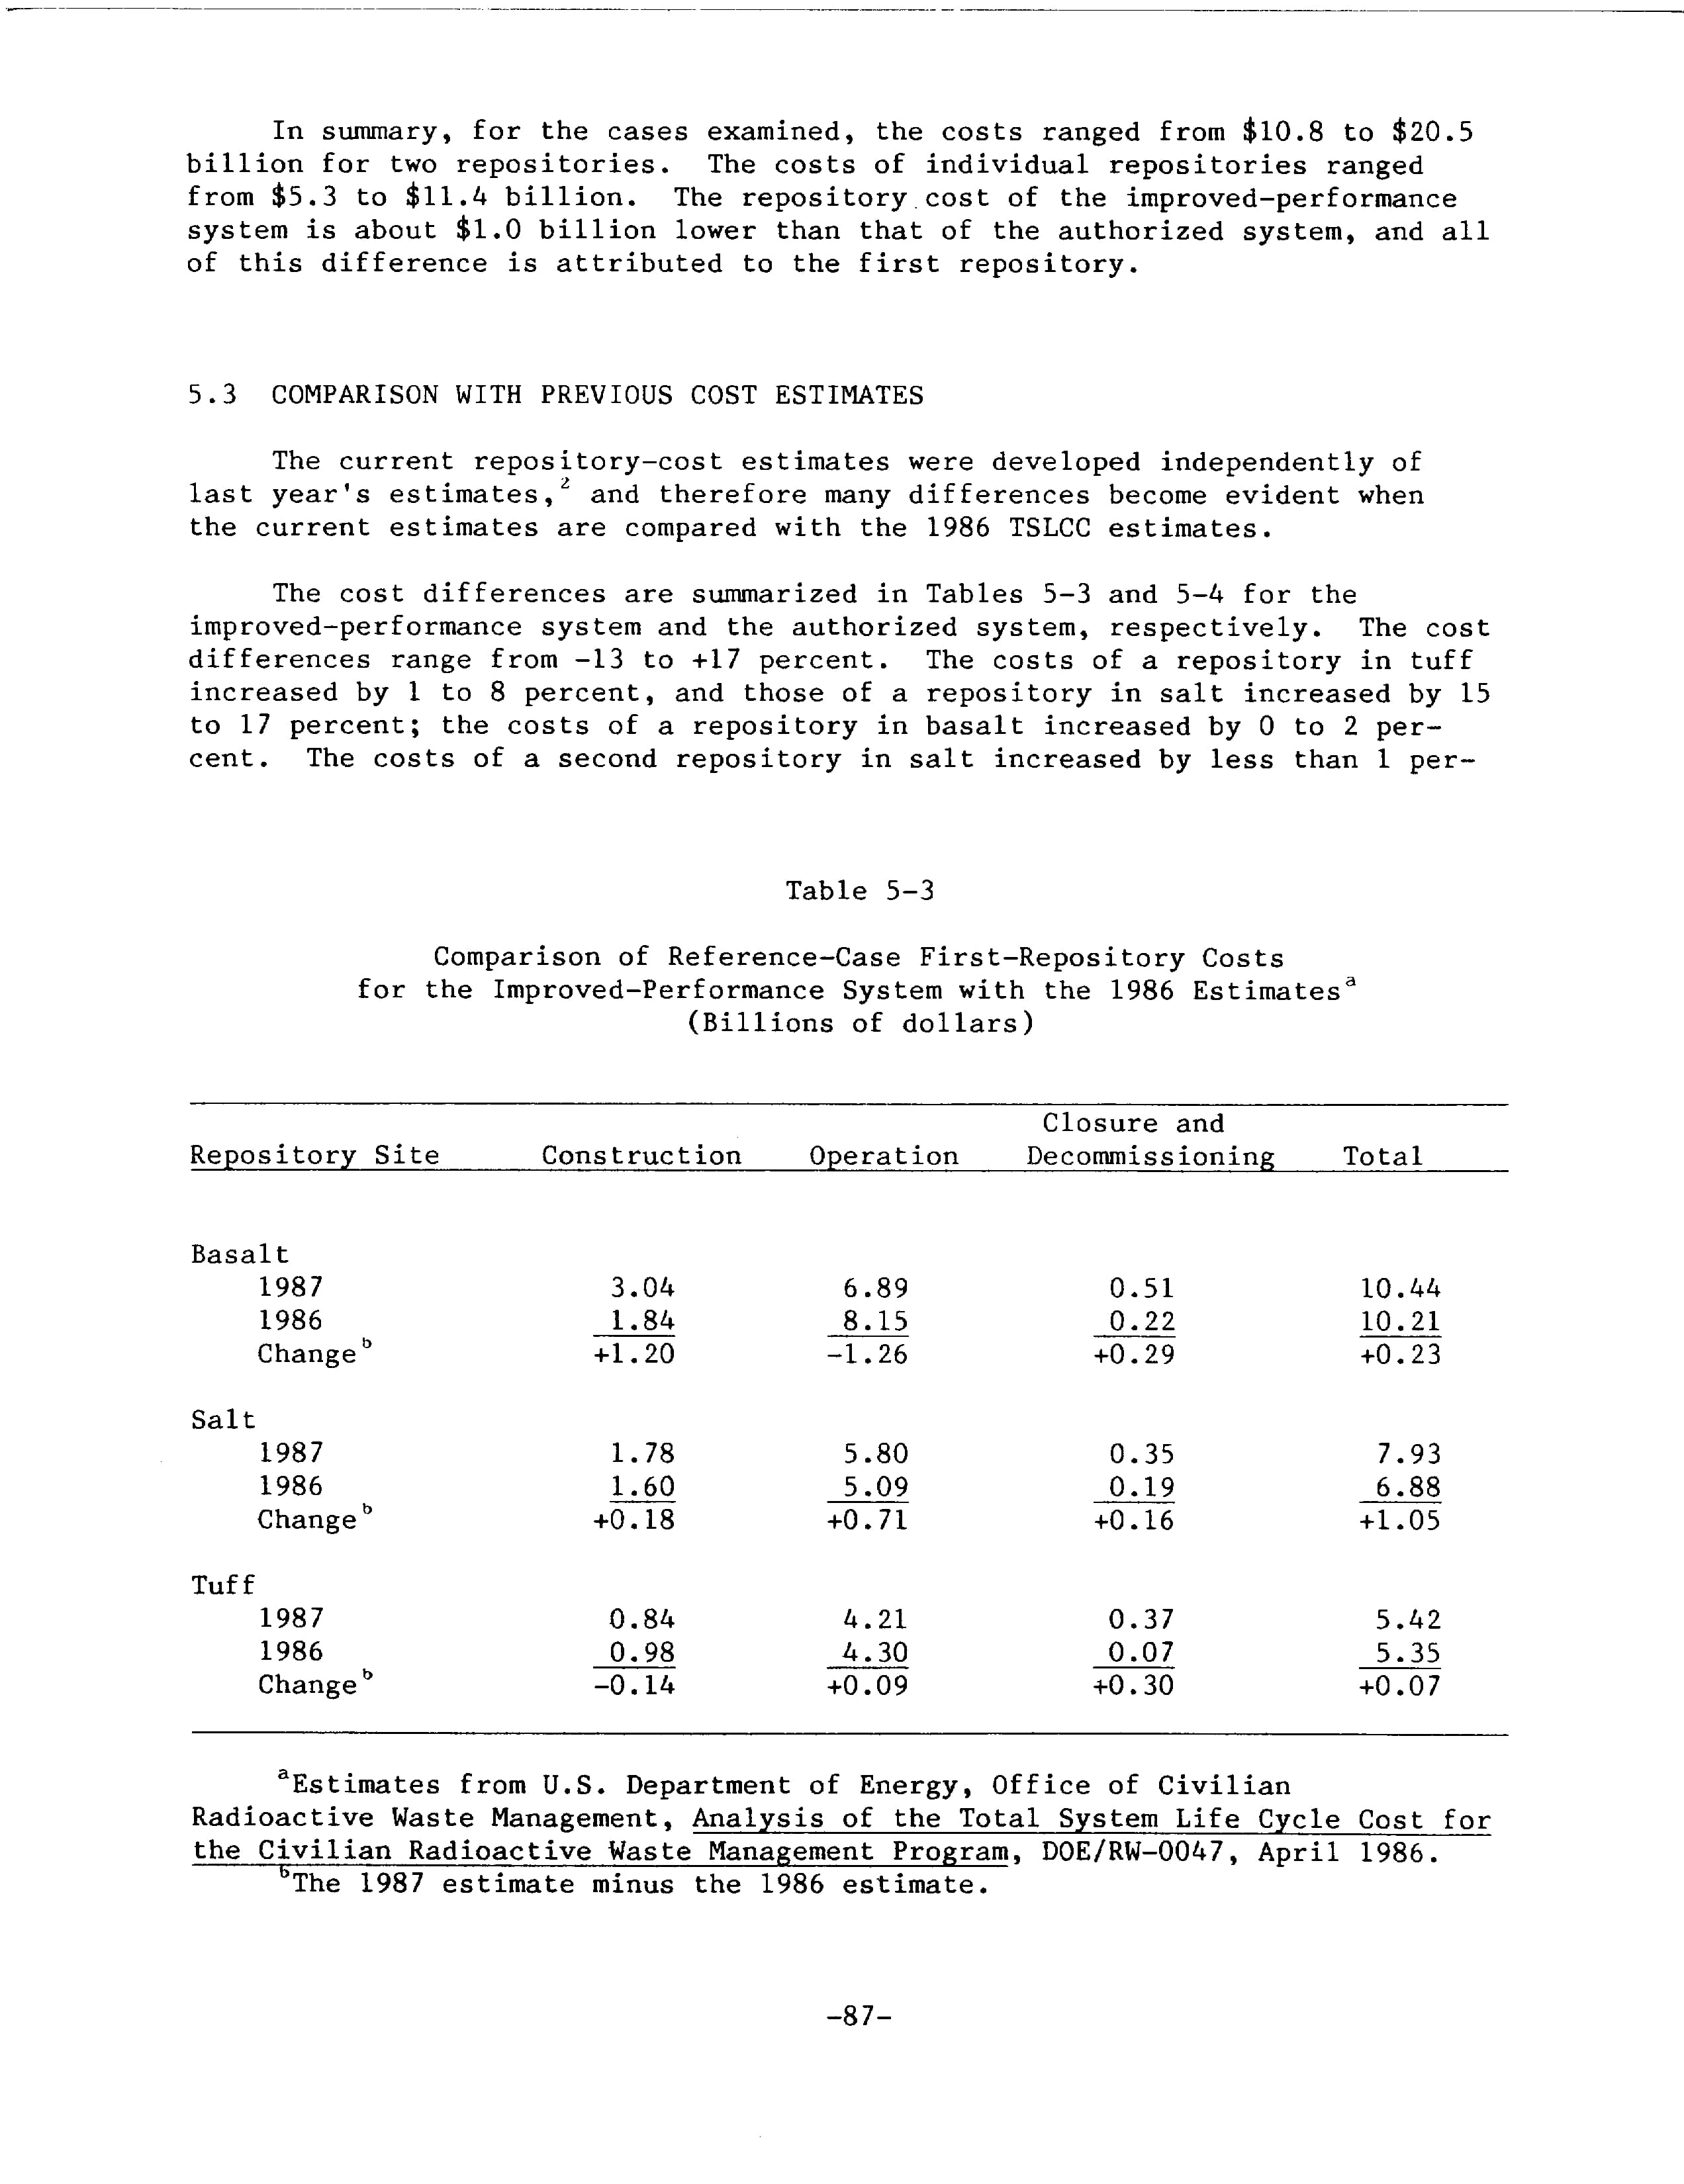 In summary, for the cases examined, the costs ranged from $10.8 to $20.5
billion for two repositories. The costs of individual repositories ranged
from $5.3 to $11.4 billion. The repository cost of the improved-performance
system is about $1.0 billion lower than that of the authorized system, and all
of this difference is attributed to the first repository.
5.3 COMPARISON WITH PREVIOUS COST ESTIMATES
The current repository-cost estimates were developed independently of
last year's estimates,² and therefore many differences become evident when
the current estimates are compared with the 1986 TSLCC estimates.
The cost differences are summarized in Tables 5-3 and 5-4 for the
improved-performance system and the authorized system, respectively. The cost
differences range from -13 to +17 percent. The costs of a repository in tuff
increased by 1 to 8 percent, and those of a repository in salt increased by 15
to 17 percent; the costs of a repository in basalt increased by 0 to 2 per-
cent. The costs of a second repository in salt increased by less than 1 per-
Table 5-3
Comparison of Reference-Case First-Repository Costs
for the Improved-Performance System with the 1986 Estimatesᵃ
(Billions of dollars)
Closure and
Repository Site Construction Operation Decommissioning Total
Basalt
1987 3.04 6.89 0.51 10.44
1986 1.84 8.15 0.22 10.21
Changeᵇ +1.20 -1.26 +0.29 +0.23
Salt
1987 1.78 5.80 0.35 7.93
1986 1.60 5.09 0.19 6.88
Changeᵇ +0.18 +0.71 +0.16 +1.05
Tuff
1987 0.84 4.21 0.37 5.42
1986 0.98 4.30 0.07 5.35
Changeᵇ -0.14 +0.09 +0.30 +0.07
ᵃEstimates from U.S. Department of Energy, Office of Civilian
Radioactive Waste Management, Analysis of the Total System Life Cycle Cost for
the Civilian Radioactive Waste Management Program, DOE/RW-0047, April 1986.
ᵇThe 1987 estimate minus the 1986 estimate.
-87-